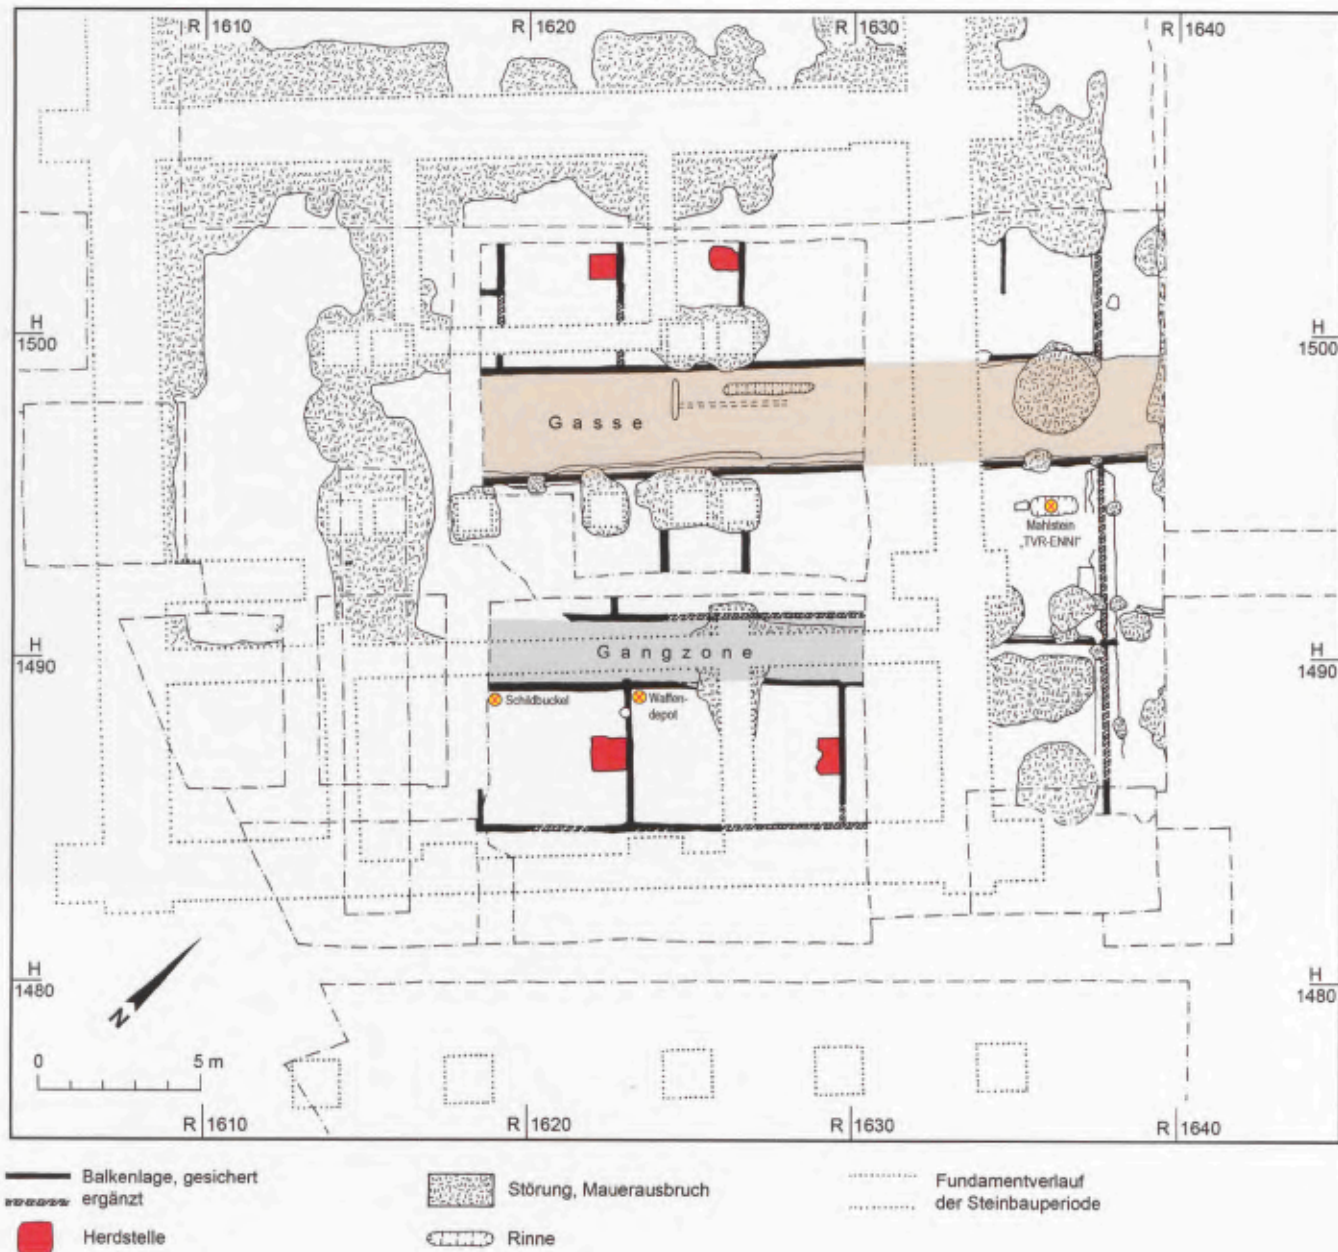 R 1610
R 1620
R 1630
R 1640
H
1500
H
1500
Gasse
Mahlstein
„TVR-ENNI“
H
1490
Gangzone
H
1490
Schildbuckel
Waffen-
depot
H
1480
H
1480
N
0 5 m
R 1610
R 1620
R 1630
R 1640
Balkenlage, gesichert
ergänzt
Herdstelle
Störung, Mauerausbruch
Rinne
Fundamentverlauf
der Steinbauperiode